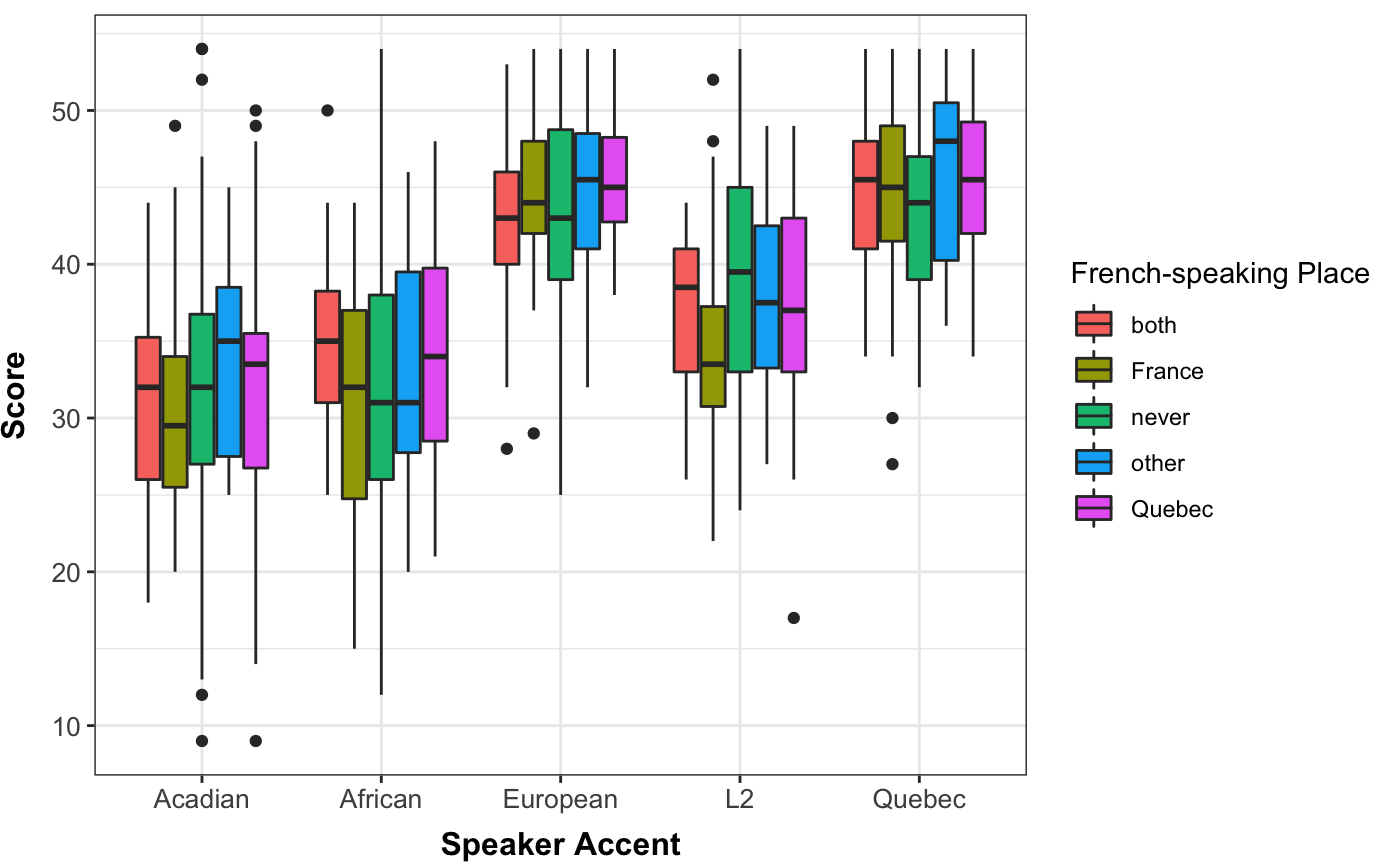 50
40
30
20
10
Score
Acadian African European L2 Quebec
Speaker Accent
French-speaking Place
both
France
never
other
Quebec